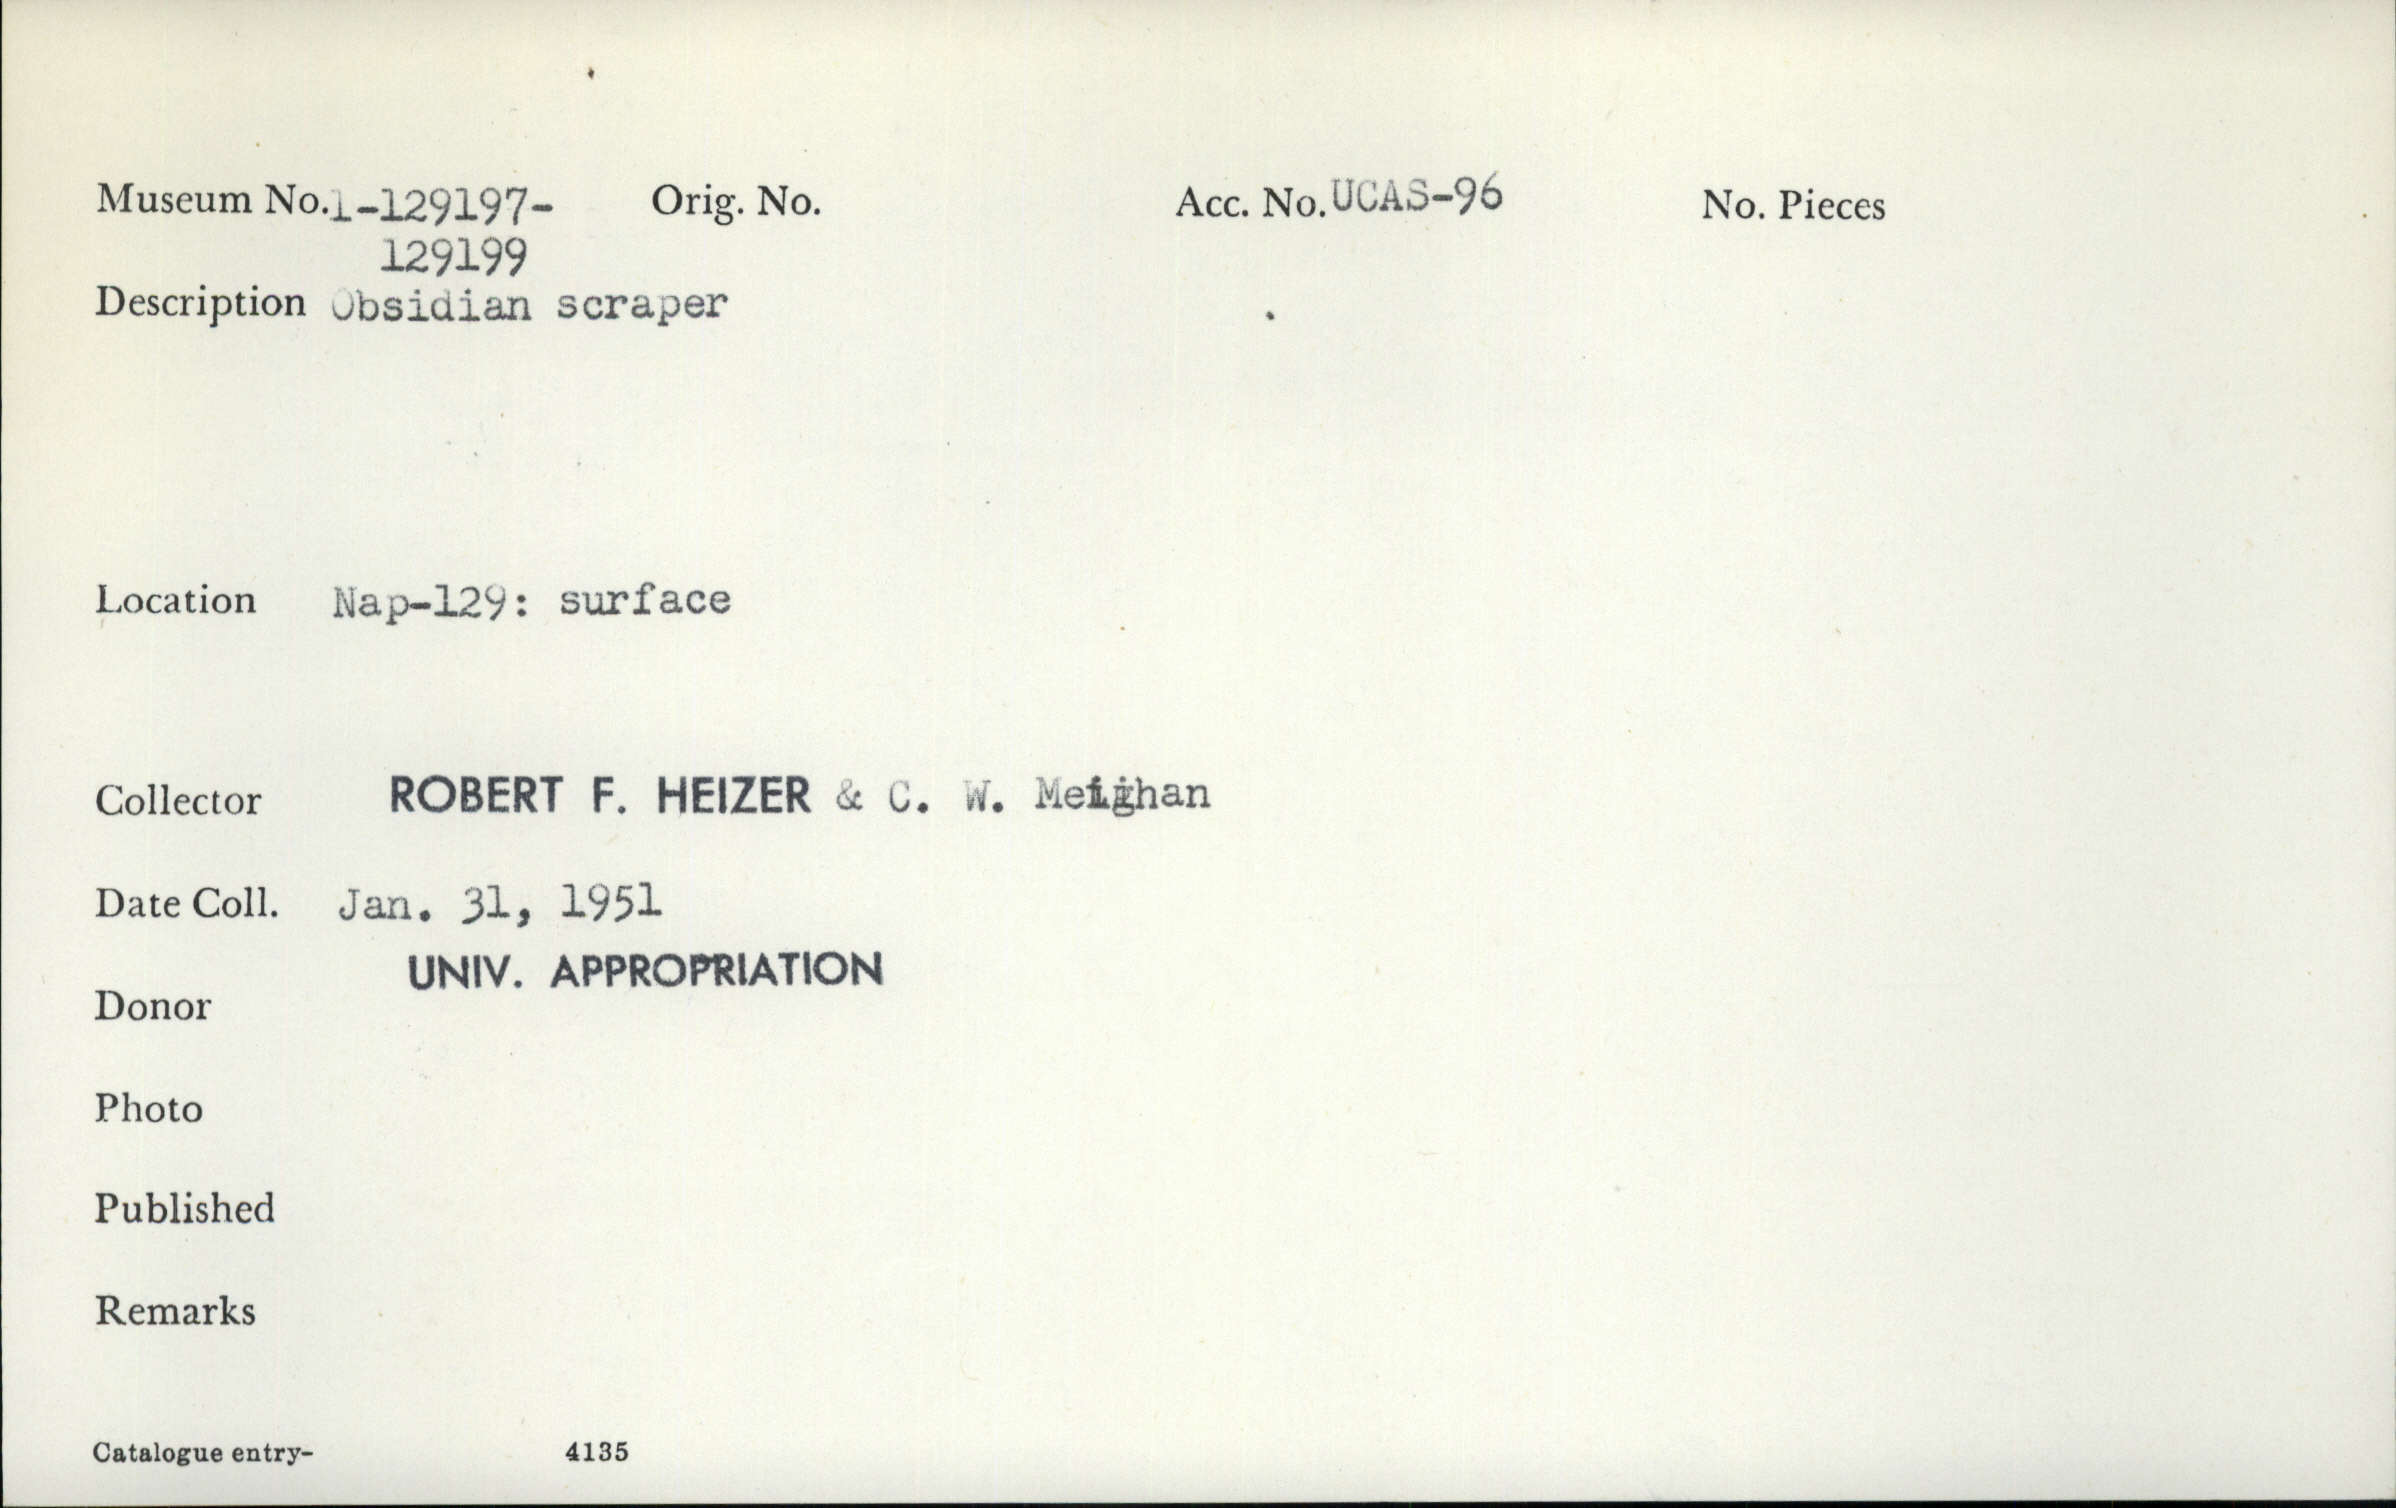 Museum No. 1-129197- Orig. No. Acc. No. UCAS-96 No. Pieces
129199
Description Obsidian scraper
Location Nap-129: surface
Collector ROBERT F. HEIZER & C. W. Meighan
Date Coll. Jan. 31, 1951
UNIV. APPROPRIATION
Donor
Photo
Published
Remarks
Catalogue entry- 4135